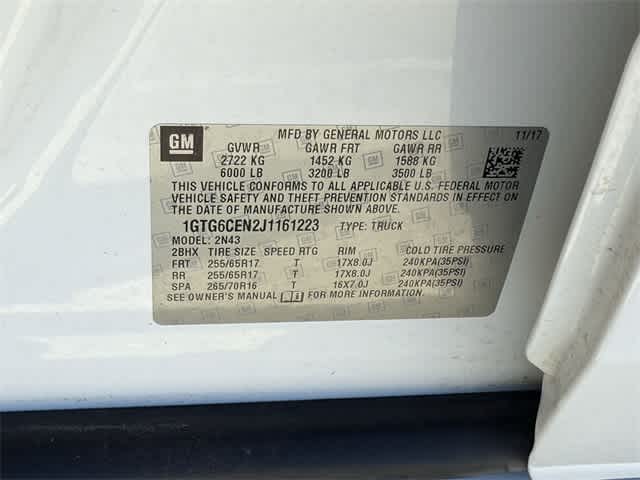 GM
MFD BY GENERAL MOTORS LLC 11/17
GVWR GAWR FRT GAWR RR
2722 KG 1452 KG 1588 KG
6000 LB 3200 LB 3500 LB
THIS VEHICLE CONFORMS TO ALL APPLICABLE U.S. FEDERAL MOTOR
VEHICLE SAFETY AND THEFT PREVENTION STANDARDS IN EFFECT ON
THE DATE OF MANUFACTURE SHOWN ABOVE.
1GTG6CEN2J1161223 TYPE: TRUCK
MODEL: 2N43
2BHX TIRE SIZE SPEED RTG RIM COLD TIRE PRESSURE
FRT 255/65R17 T 17X8.0J 240KPA(35PSI)
RR 255/65R17 T 17X8.0J 240KPA(35PSI)
SPA 265/70R16 T 16X7.0J 240KPA(35PSI)
SEE OWNER'S MANUAL FOR MORE INFORMATION.